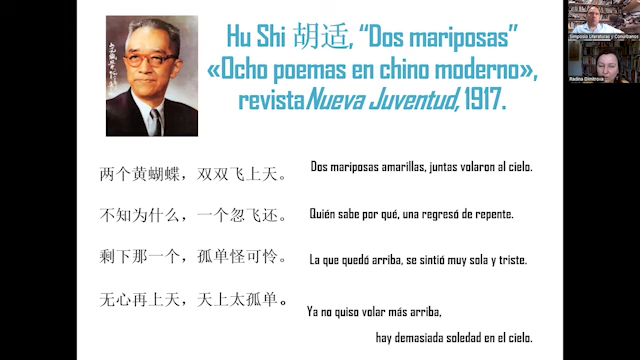 Hu Shi 胡适, “Dos mariposas”
«Ocho poemas en chino moderno»,
revista Nueva Juventud, 1917.
两个黄蝴蝶，双双飞上天。
Dos mariposas amarillas, juntas volaron al cielo.
不知为什么，一个忽飞还。
Quién sabe por qué, una regresó de repente.
剩下那一个，孤单怪可怜。
La que quedó arriba, se sintió muy sola y triste.
无心再上天，天上太孤单。
Ya no quiso volar más arriba,
hay demasiada soledad en el cielo.
Simposio Literaturas y Conurbanos
Radina Dimitrova